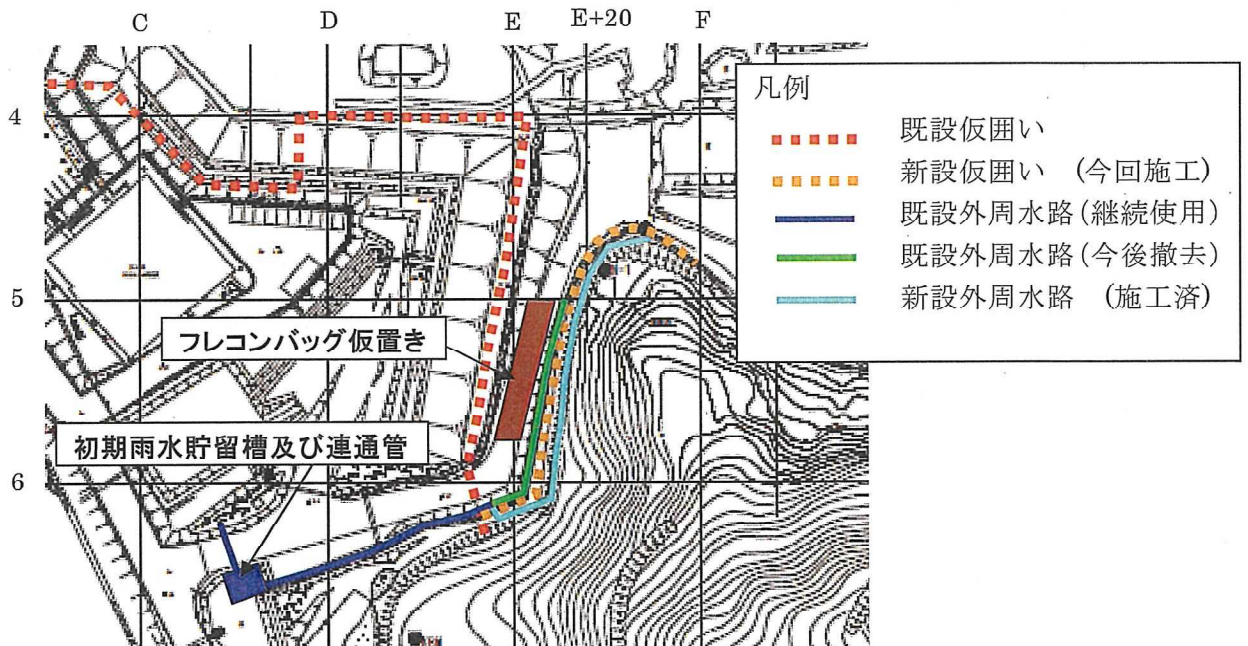 C D E E+20 F
凡例
4
既設仮囲い
新設仮囲い (今回施工)
既設外周水路(継続使用)
既設外周水路(今後撤去)
5
新設外周水路 (施工済)
フレコンバッグ仮置き
初期雨水貯留槽及び連通管
6